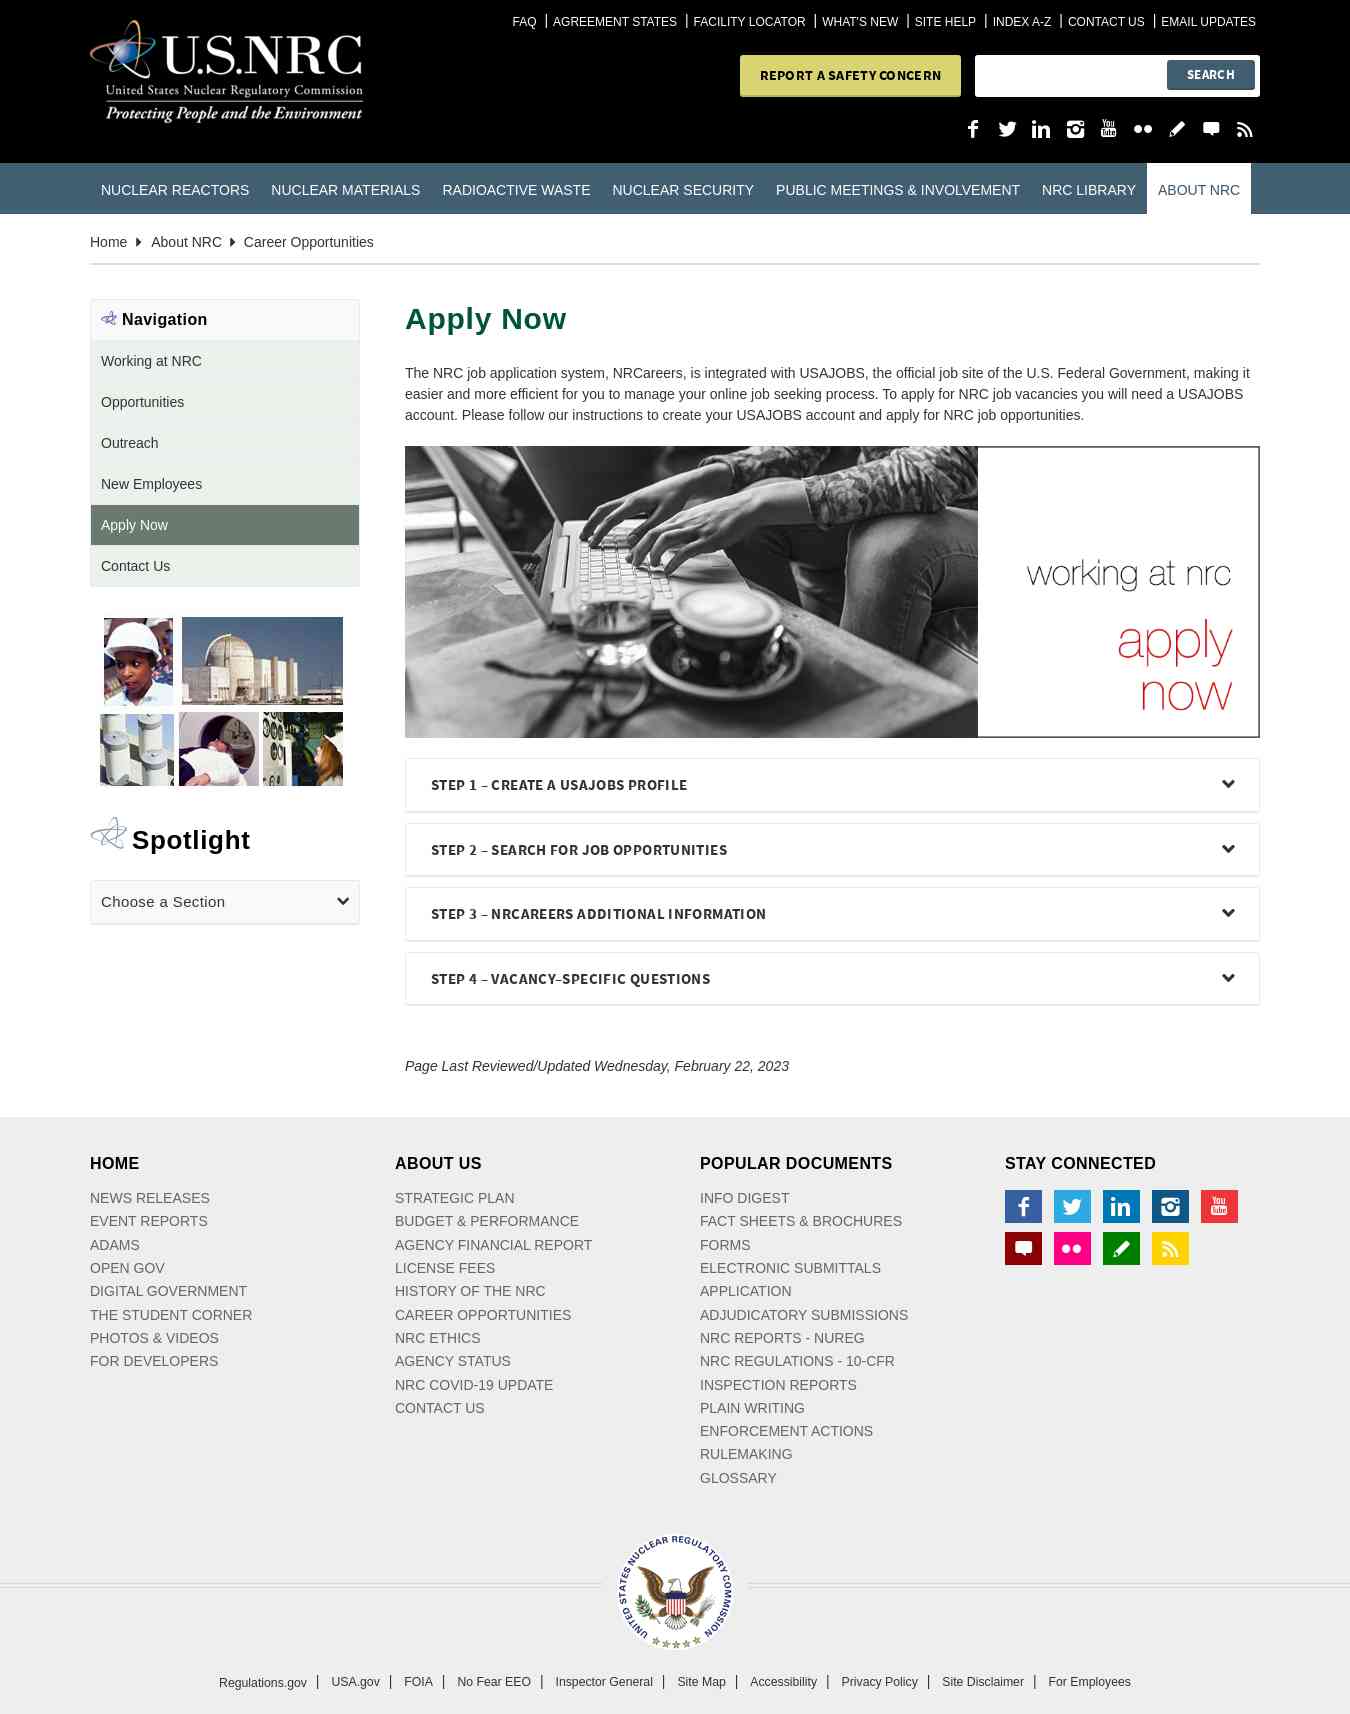 FAQ | AGREEMENT STATES | FACILITY LOCATOR | WHAT'S NEW | SITE HELP | INDEX A-Z | CONTACT US | EMAIL UPDATES
U.S.NRC
United States Nuclear Regulatory Commission
Protecting People and the Environment
REPORT A SAFETY CONCERN
SEARCH
NUCLEAR REACTORS NUCLEAR MATERIALS RADIOACTIVE WASTE NUCLEAR SECURITY PUBLIC MEETINGS & INVOLVEMENT NRC LIBRARY ABOUT NRC
Home About NRC Career Opportunities
Navigation
Working at NRC
Opportunities
Outreach
New Employees
Apply Now
Contact Us
Spotlight
Choose a Section
Apply Now
The NRC job application system, NRCareers, is integrated with USAJOBS, the official job site of the U.S. Federal Government, making it
easier and more efficient for you to manage your online job seeking process. To apply for NRC job vacancies you will need a USAJOBS
account. Please follow our instructions to create your USAJOBS account and apply for NRC job opportunities.
working at nrc
apply
now
STEP 1 – CREATE A USAJOBS PROFILE
STEP 2 – SEARCH FOR JOB OPPORTUNITIES
STEP 3 – NRCAREERS ADDITIONAL INFORMATION
STEP 4 – VACANCY–SPECIFIC QUESTIONS
Page Last Reviewed/Updated Wednesday, February 22, 2023
HOME
NEWS RELEASES
EVENT REPORTS
ADAMS
OPEN GOV
DIGITAL GOVERNMENT
THE STUDENT CORNER
PHOTOS & VIDEOS
FOR DEVELOPERS
ABOUT US
STRATEGIC PLAN
BUDGET & PERFORMANCE
AGENCY FINANCIAL REPORT
LICENSE FEES
HISTORY OF THE NRC
CAREER OPPORTUNITIES
NRC ETHICS
AGENCY STATUS
NRC COVID-19 UPDATE
CONTACT US
POPULAR DOCUMENTS
INFO DIGEST
FACT SHEETS & BROCHURES
FORMS
ELECTRONIC SUBMITTALS
APPLICATION
ADJUDICATORY SUBMISSIONS
NRC REPORTS - NUREG
NRC REGULATIONS - 10-CFR
INSPECTION REPORTS
PLAIN WRITING
ENFORCEMENT ACTIONS
RULEMAKING
GLOSSARY
STAY CONNECTED
You Tube
UNITED STATES NUCLEAR REGULATORY COMMISSION
Regulations.gov | USA.gov | FOIA | No Fear EEO | Inspector General | Site Map | Accessibility | Privacy Policy | Site Disclaimer | For Employees